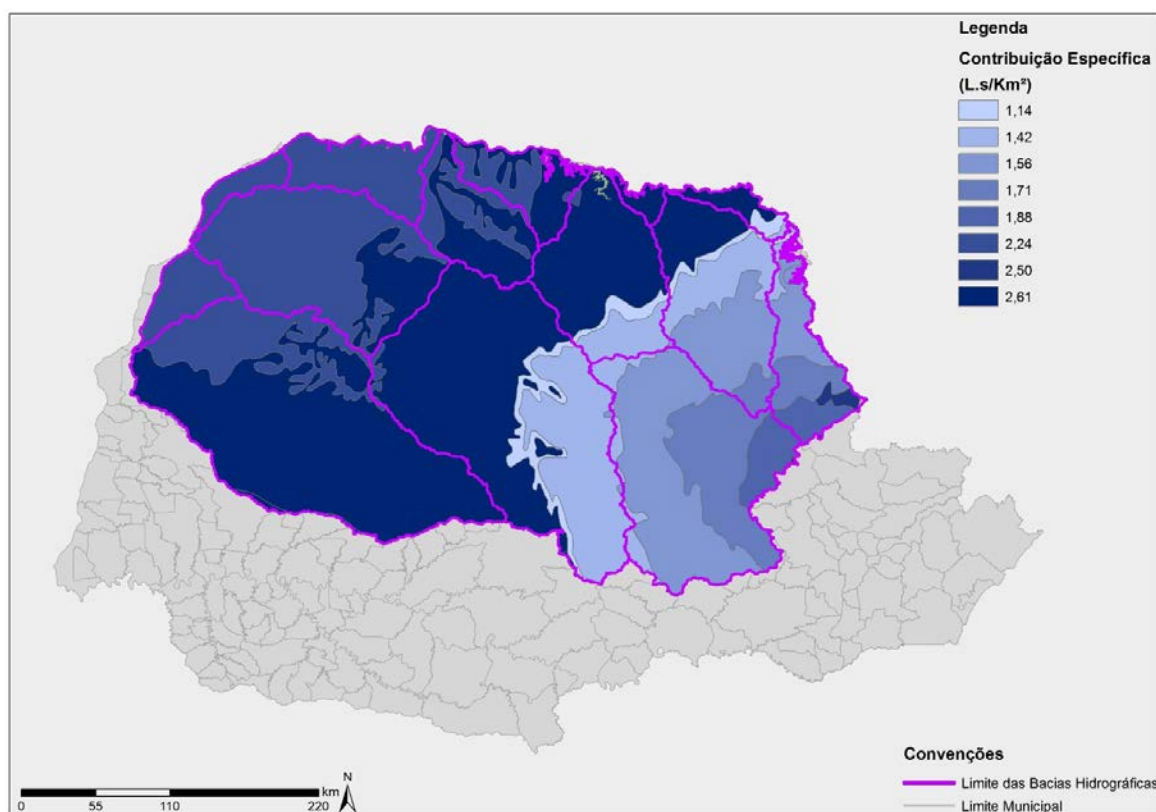 Legenda
Contribuição Específica
(L.s/Km²)
1,14
1,42
1,56
1,71
1,88
2,24
2,50
2,61
Convenções
Limite das Bacias Hidrográficas
Limite Municipal
km
N
0 55 110 220